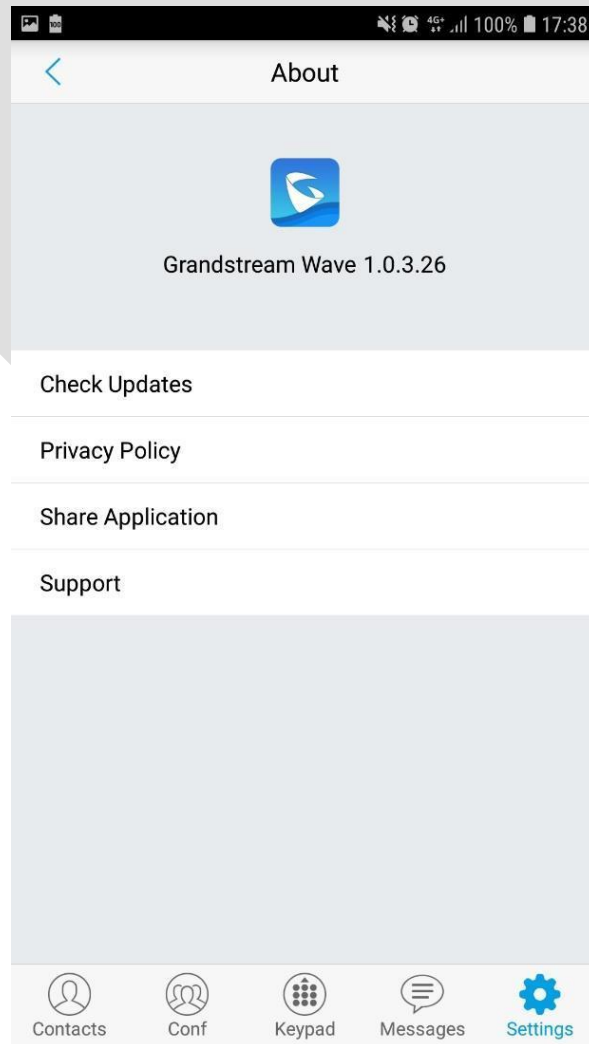 4G+ 100% 17:38
About
Grandstream Wave 1.0.3.26
Check Updates
Privacy Policy
Share Application
Support
Contacts Conf Keypad Messages Settings